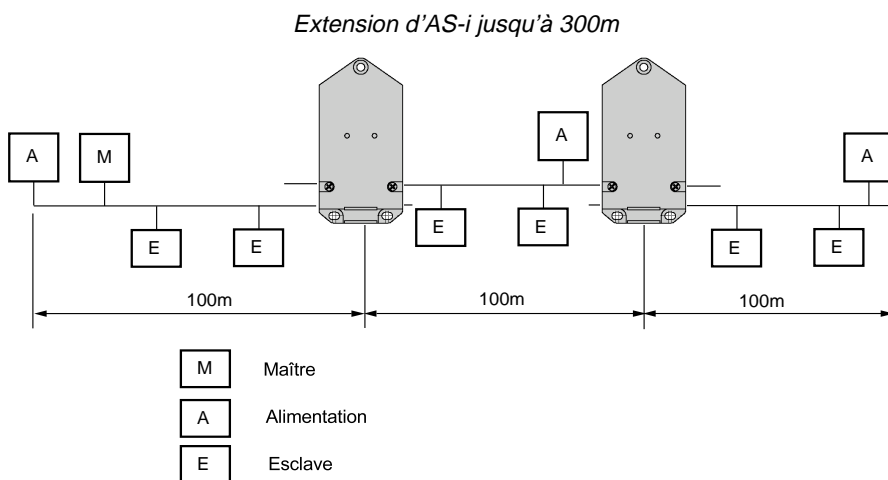 Extension d'AS-i jusqu'à 300m
A
M
A
A
E
E
E
E
E
E
100m
100m
100m
M Maître
A Alimentation
E Esclave